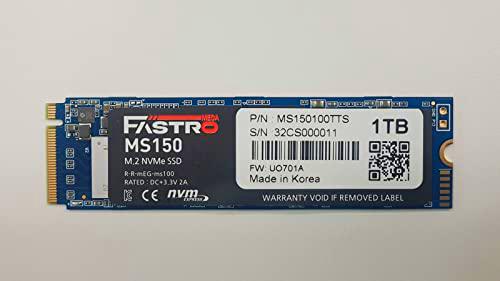 MEGA
FASTRO
MS150
M.2 NVMe SSD
R-R-mEG-ms100
RATED : DC+3.3V 2A
CE nvm
EXPRESS
P/N : MS150100TTS
S/N : 32CS000011
1TB
FW: UO701A
Made in Korea
WARRANTY VOID IF REMOVED LABEL